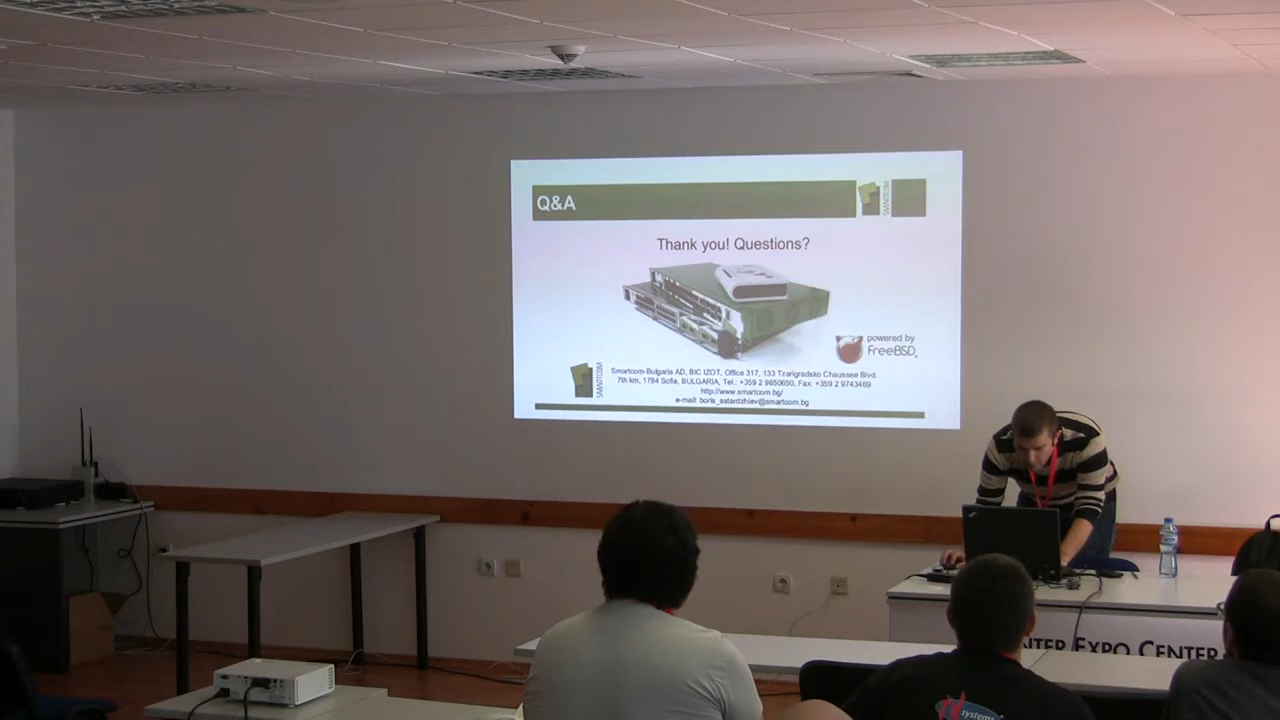 Q&A
SMARTCOM
Thank you! Questions?
powered by
FreeBSD
SMARTCOM
Smartcom-Bulgaria AD, BIC IZOT, Office 317, 133 Tzarigradsko Chaussee Blvd.
7th km, 1784 Sofia, BULGARIA, Tel.: +359 2 9650650, Fax: +359 2 9743469
http://www.smartcom.bg/
e-mail: boris_astardzhiev@smartcom.bg
EXPO CENTER
systems